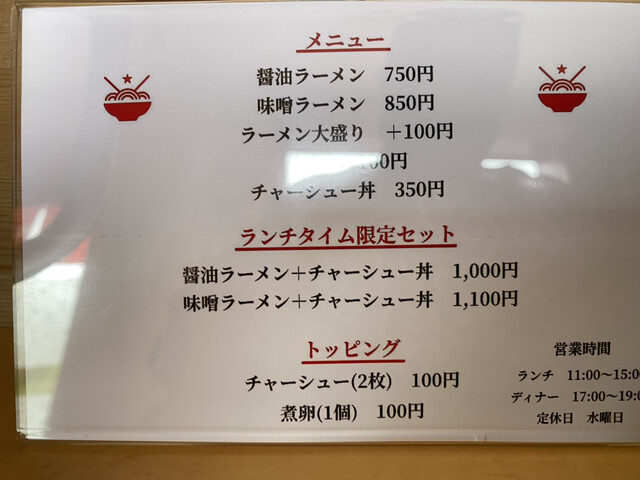 メニュー
醤油ラーメン 750円
味噌ラーメン 850円
ラーメン大盛り ＋100円
00円
チャーシュー丼 350円
ランチタイム限定セット
醤油ラーメン＋チャーシュー丼 1,000円
味噌ラーメン＋チャーシュー丼 1,100円
トッピング
チャーシュー(2枚) 100円
煮卵(1個) 100円
営業時間
ランチ 11:00〜15:00
ディナー 17:00〜19:0
定休日 水曜日